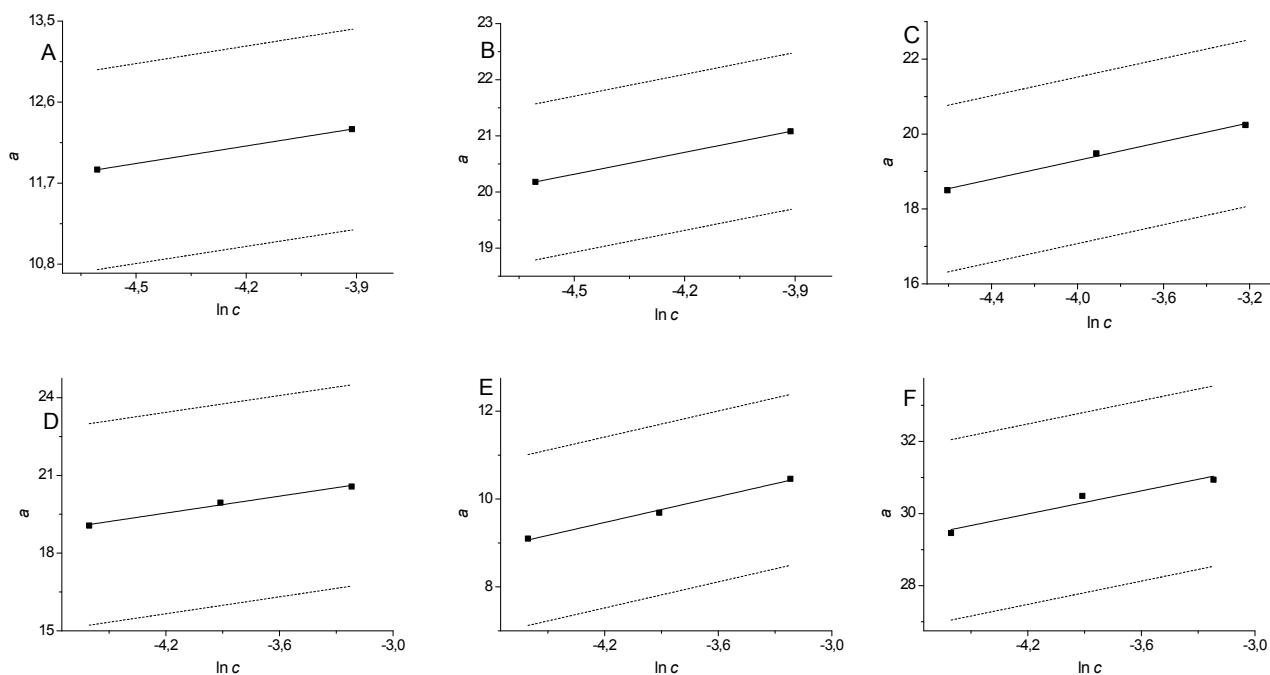 A
13,5
12,6
11,7
10,8
a
-4,5 -4,2 -3,9
ln c
B
23
22
21
20
19
a
-4,5 -4,2 -3,9
ln c
C
22
20
18
16
a
-4,4 -4,0 -3,6 -3,2
ln c
D
24
21
18
15
a
-4,2 -3,6 -3,0
ln c
E
12
10
8
a
-4,2 -3,6 -3,0
ln c
F
32
30
28
a
-4,2 -3,6 -3,0
ln c